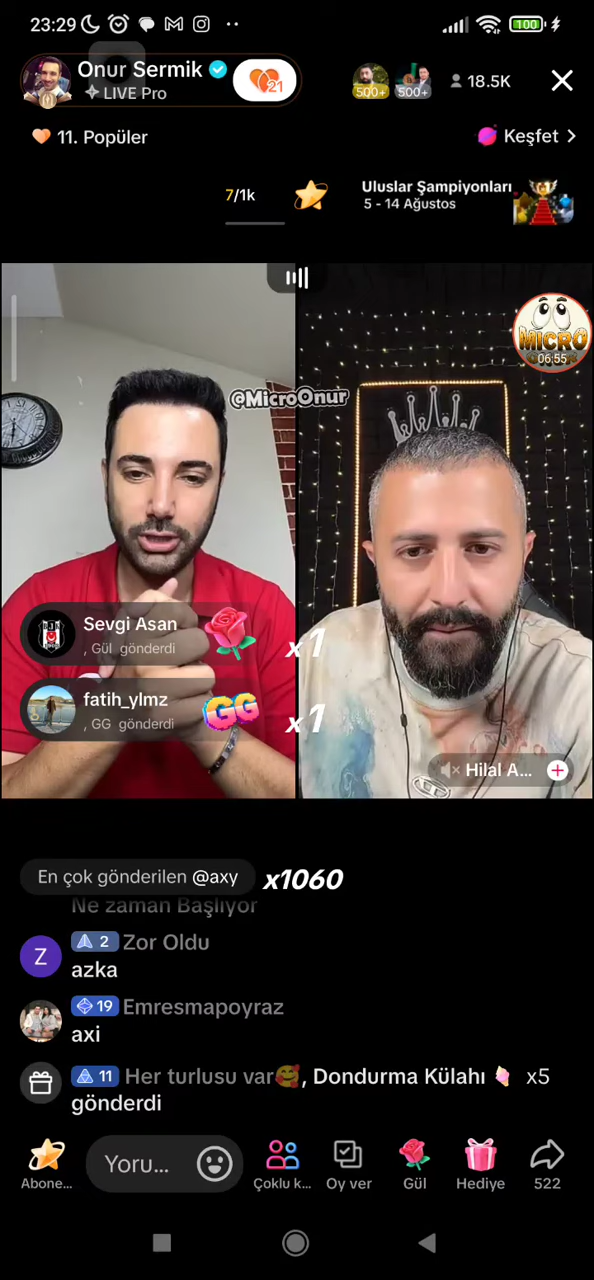 23:29
100
Onur Sermik
LIVE Pro
21
500+
500+
18.5K
11. Popüler
Keşfet
7/1k
Uluslar Şampiyonları
5 - 14 Ağustos
MICRO
06:55
@MicroOnur
Sevgi Asan
, Gül gönderdi
x1
fatih_ylmz
, GG gönderdi
GG
x1
Hilal A...
En çok gönderilen @axy
x1060
Ne zaman Başlıyor
Z
2 Zor Oldu
azka
19 Emresmapoyraz
axi
11 Her turlusu var🥰, Dondurma Külahı x5
gönderdi
Yoru...
Abone...
Çoklu k...
Oy ver
Gül
Hediye
522